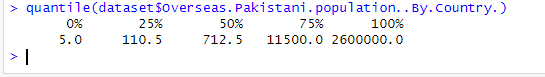 > quantile(dataset$Overseas.Pakistani.population..By.Country.)
0% 25% 50% 75% 100%
5.0 110.5 712.5 11500.0 2600000.0
>